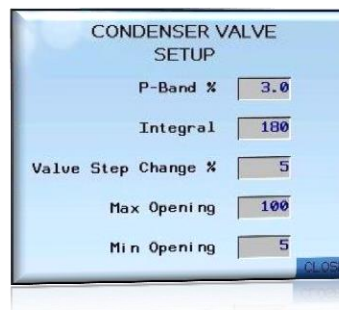 CONDENSER VALVE
SETUP
P-Band % 3.0
Integral 180
Valve Step Change % 5
Max Opening 100
Min Opening 5